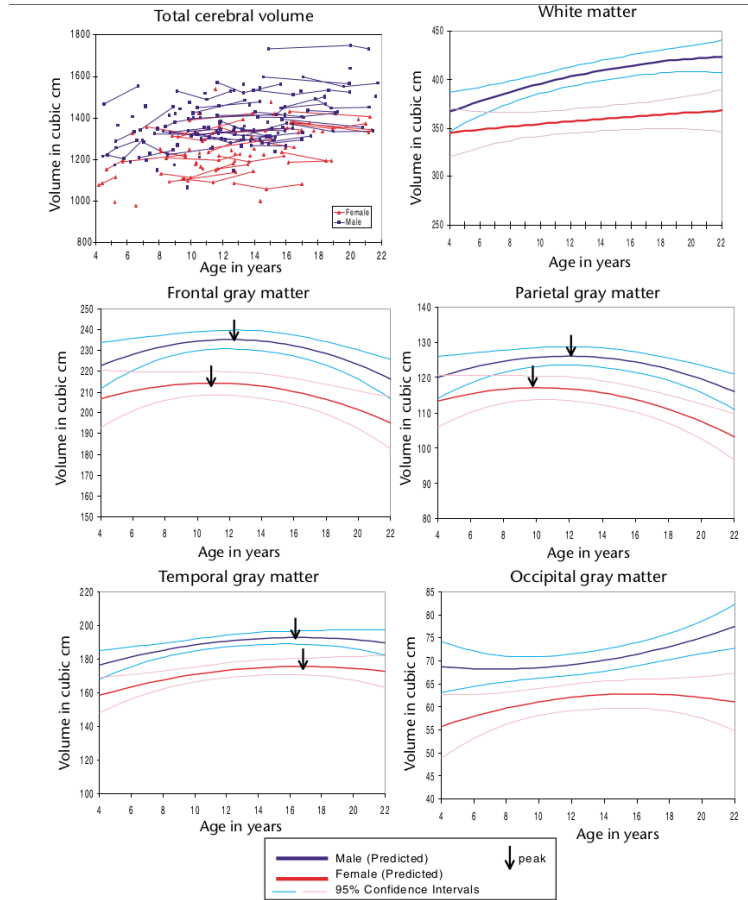 Total cerebral volume
Volume in cubic cm
1800
1600
1400
1200
1000
800
4 6 8 10 12 14 16 18 20 22
Age in years
Female
Male
White matter
Volume in cubic cm
450
400
350
300
250
4 6 8 10 12 14 16 18 20 22
Age in years
Frontal gray matter
Volume in cubic cm
250
240
230
220
210
200
190
180
170
160
150
4 6 8 10 12 14 16 18 20 22
Age in years
Parietal gray matter
Volume in cubic cm
140
130
120
110
100
90
80
4 6 8 10 12 14 16 18 20 22
Age in years
Temporal gray matter
Volume in cubic cm
220
200
180
160
140
120
100
4 6 8 10 12 14 16 18 20 22
Age in years
Occipital gray matter
Volume in cubic cm
85
80
75
70
65
60
55
50
45
40
4 6 8 10 12 14 16 18 20 22
Age in years
Male (Predicted)
Female (Predicted)
95% Confidence Intervals
peak